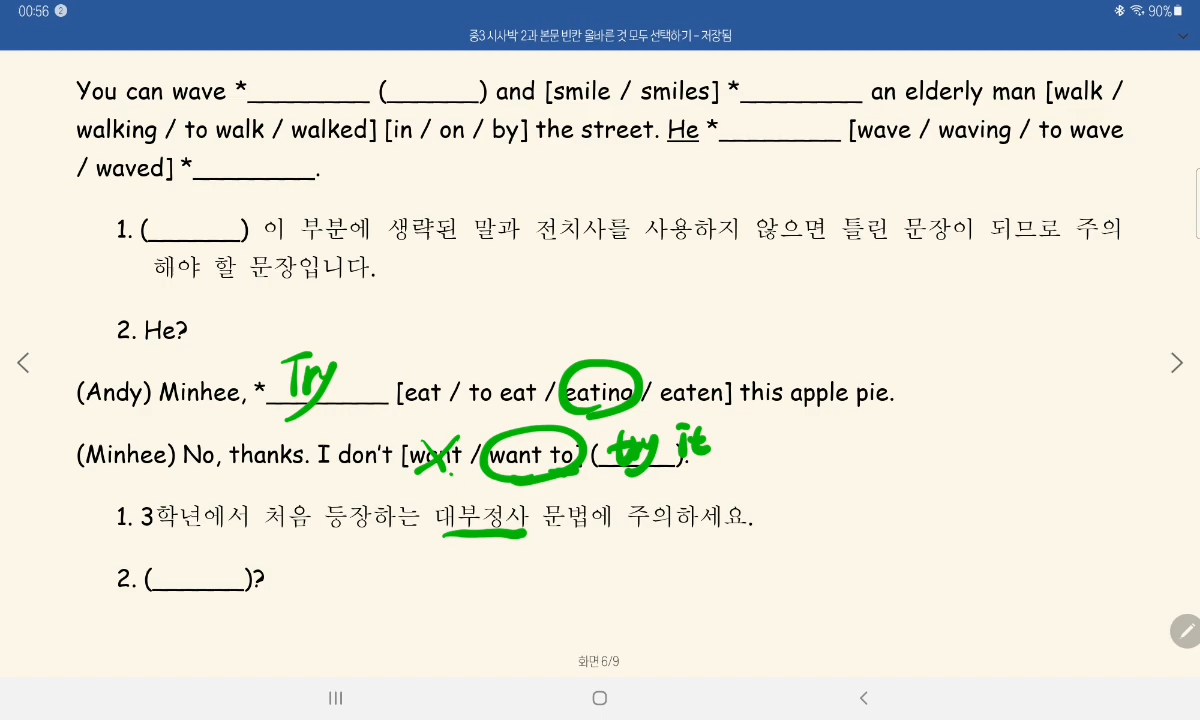 00:56 2 90%
중3 시사박 2과 본문 빈칸 올바른 것 모두 선택하기 - 저장됨
You can wave *________ (______) and [smile / smiles] *________ an elderly man [walk /
walking / to walk / walked] [in / on / by] the street. He *________ [wave / waving / to wave
/ waved] *________.
1. (______) 이 부분에 생략된 말과 전치사를 사용하지 않으면 틀린 문장이 되므로 주의
해야 할 문장입니다.
2. He?
(Andy) Minhee, *Try [eat / to eat / eating / eaten] this apple pie.
(Minhee) No, thanks. I don't [want / want to] (try it).
1. 3학년에서 처음 등장하는 대부정사 문법에 주의하세요.
2. (______)?
화면 6/9